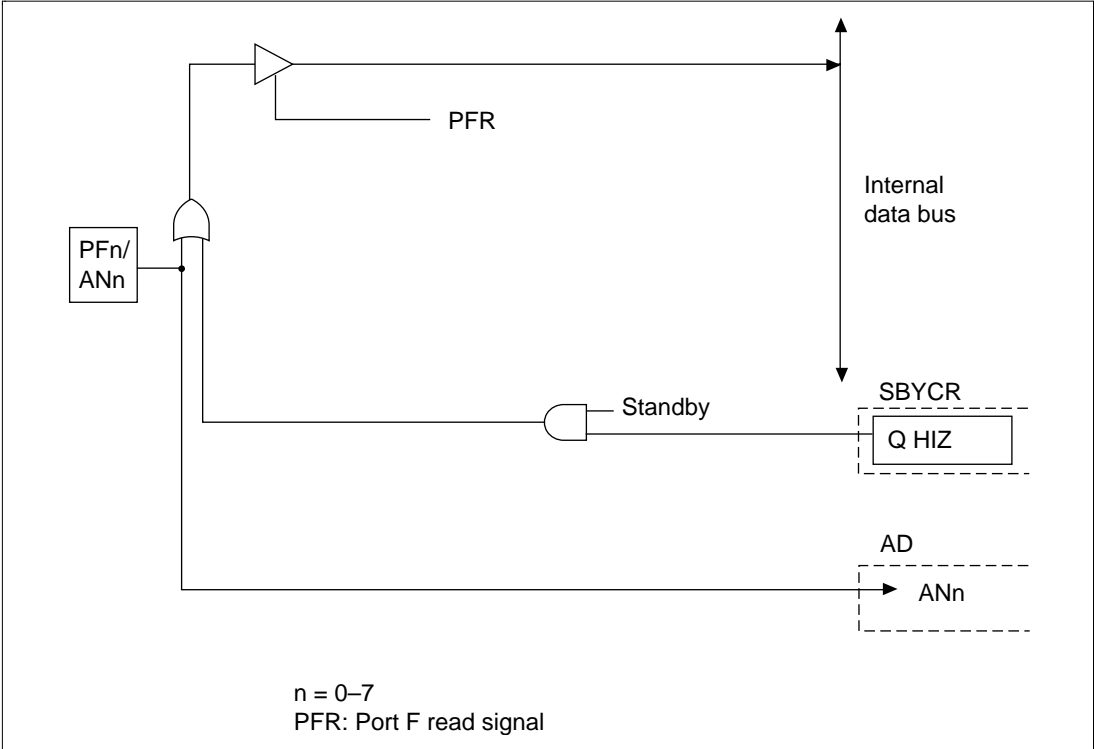 PFR
Internal
data bus
PFn/
ANn
SBYCR
Standby
Q HIZ
AD
ANn
n = 0–7
PFR: Port F read signal